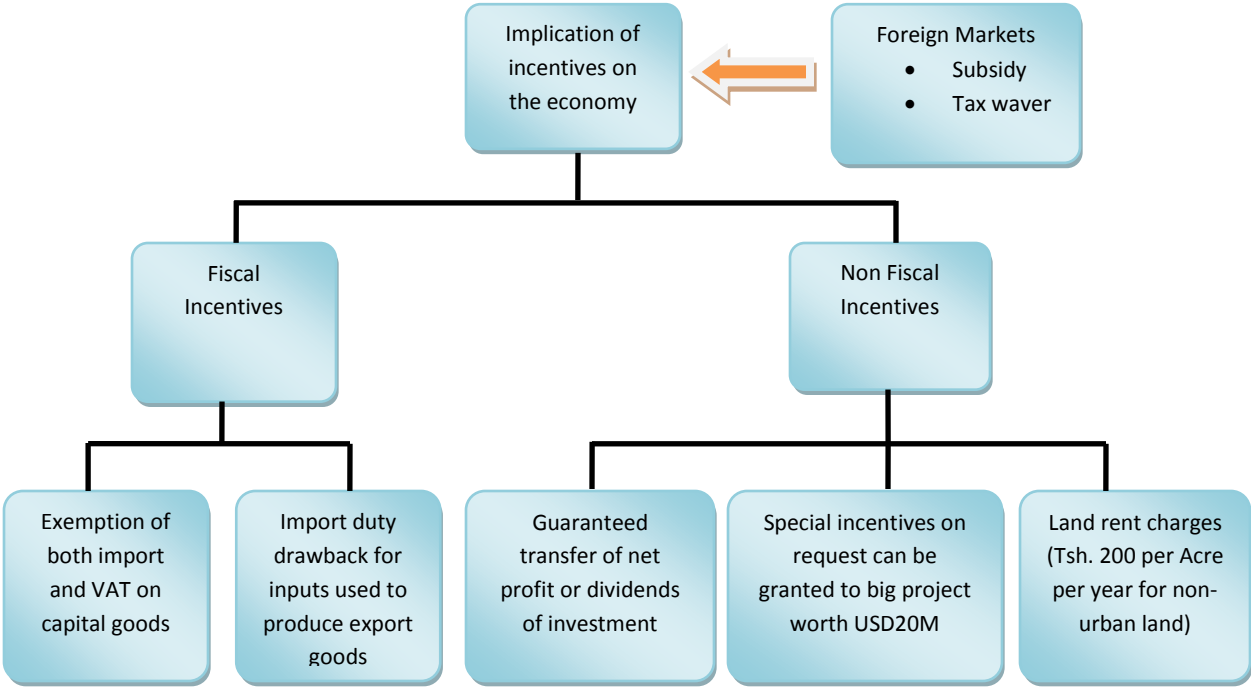 Implication of
incentives on
the economy
Foreign Markets
• Subsidy
• Tax waver
Fiscal
Incentives
Non Fiscal
Incentives
Exemption of
both import
and VAT on
capital goods
Import duty
drawback for
inputs used to
produce export
goods
Guaranteed
transfer of net
profit or dividends
of investment
Special incentives on
request can be
granted to big project
worth USD20M
Land rent charges
(Tsh. 200 per Acre
per year for non-
urban land)